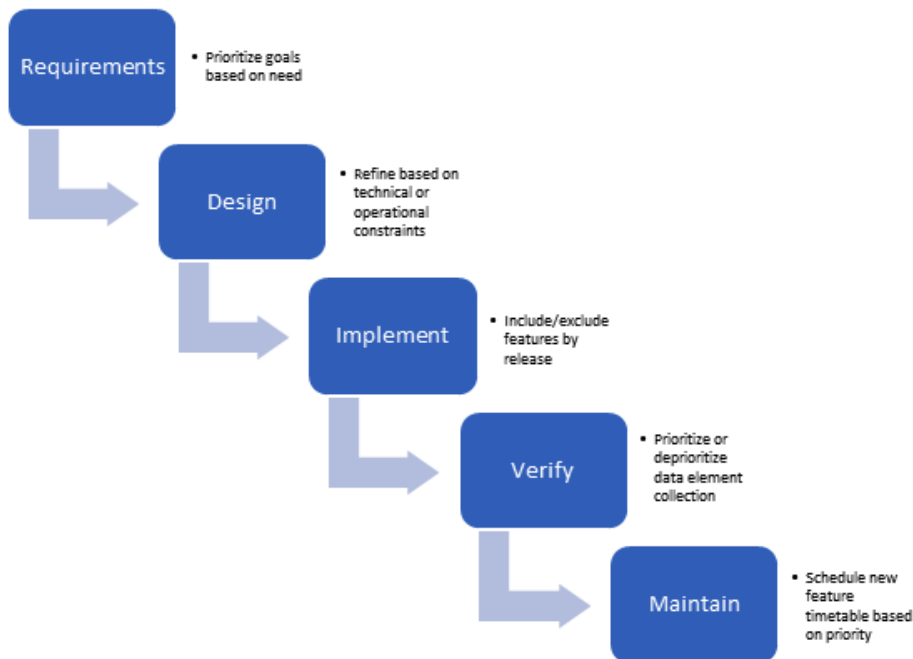 Requirements
▪ Prioritize goals
based on need
Design
▪ Refine based on
technical or
operational
constraints
Implement
▪ Include/exclude
features by
release
Verify
▪ Prioritize or
deprioritize
data element
collection
Maintain
▪ Schedule new
feature
timetable based
on priority